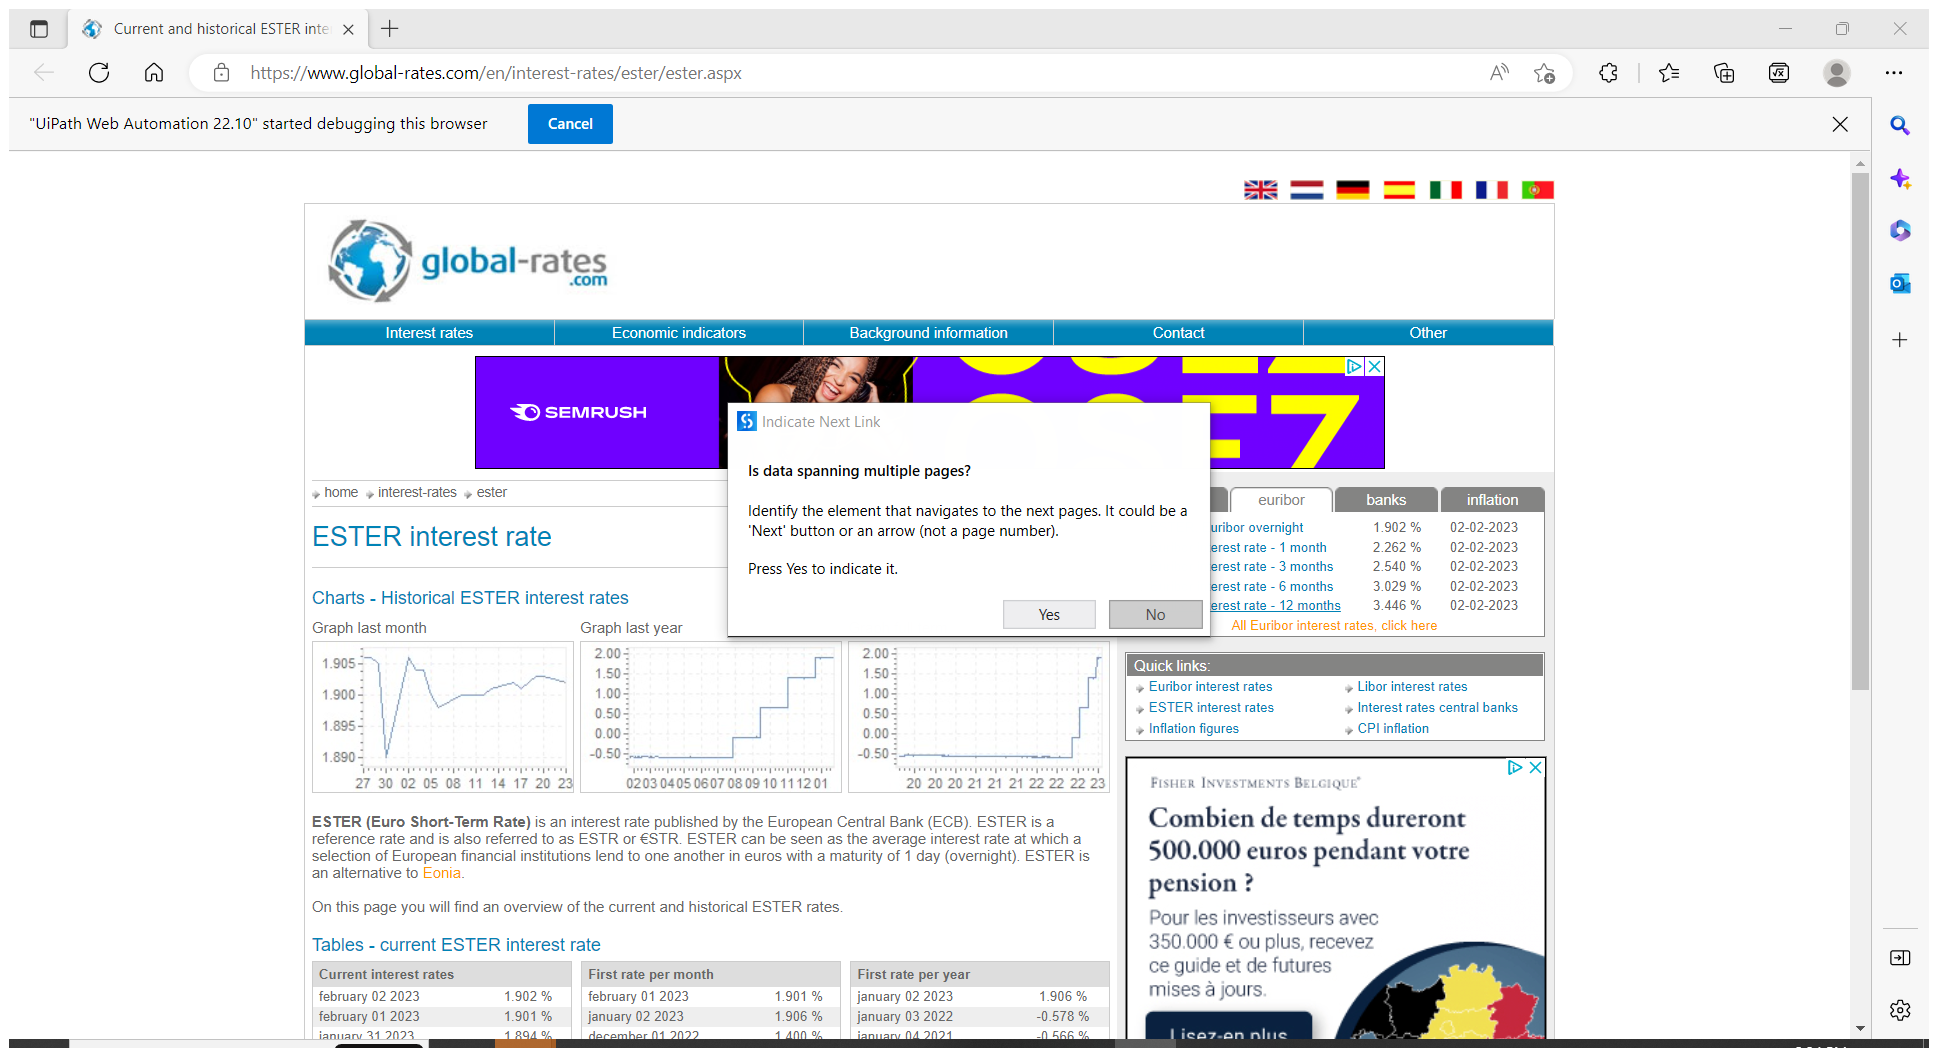 Current and historical ESTER inte
https://www.global-rates.com/en/interest-rates/ester/ester.aspx
"UiPath Web Automation 22.10" started debugging this browser
Cancel
global-rates
.com
Interest rates
Economic indicators
Background information
Contact
Other
SEMRUSH
Indicate Next Link
Is data spanning multiple pages?
Identify the element that navigates to the next pages. It could be a
'Next' button or an arrow (not a page number).
Press Yes to indicate it.
Yes
No
home
interest-rates
ester
ESTER interest rate
euribor
banks
inflation
uribor overnight 1.902 % 02-02-2023
erest rate - 1 month 2.262 % 02-02-2023
erest rate - 3 months 2.540 % 02-02-2023
erest rate - 6 months 3.029 % 02-02-2023
erest rate - 12 months 3.446 % 02-02-2023
All Euribor interest rates, click here
Charts - Historical ESTER interest rates
Graph last month
Graph last year
1.905
1.900
1.895
1.890
27 30 02 05 08 11 14 17 20 23
2.00
1.50
1.00
0.50
0.00
-0.50
02 03 04 05 06 07 08 09 10 11 12 01
2.00
1.50
1.00
0.50
0.00
-0.50
20 20 20 21 21 21 22 22 22 23
Quick links:
Euribor interest rates
Libor interest rates
ESTER interest rates
Interest rates central banks
Inflation figures
CPI inflation
ESTER (Euro Short-Term Rate) is an interest rate published by the European Central Bank (ECB). ESTER is a
reference rate and is also referred to as ESTR or €STR. ESTER can be seen as the average interest rate at which a
selection of European financial institutions lend to one another in euros with a maturity of 1 day (overnight). ESTER is
an alternative to Eonia.
On this page you will find an overview of the current and historical ESTER rates.
Tables - current ESTER interest rate
Current interest rates
february 02 2023 1.902 %
february 01 2023 1.901 %
january 31 2023 1.894 %
First rate per month
february 01 2023 1.901 %
january 02 2023 1.906 %
december 01 2022 1.400 %
First rate per year
january 02 2023 1.906 %
january 03 2022 -0.578 %
january 04 2021 -0.566 %
FISHER INVESTMENTS BELGIQUE®
Combien de temps dureront
500.000 euros pendant votre
pension ?
Pour les investisseurs avec
350.000 € ou plus, recevez
ce guide et de futures
mises à jours.
Lisez-en plus